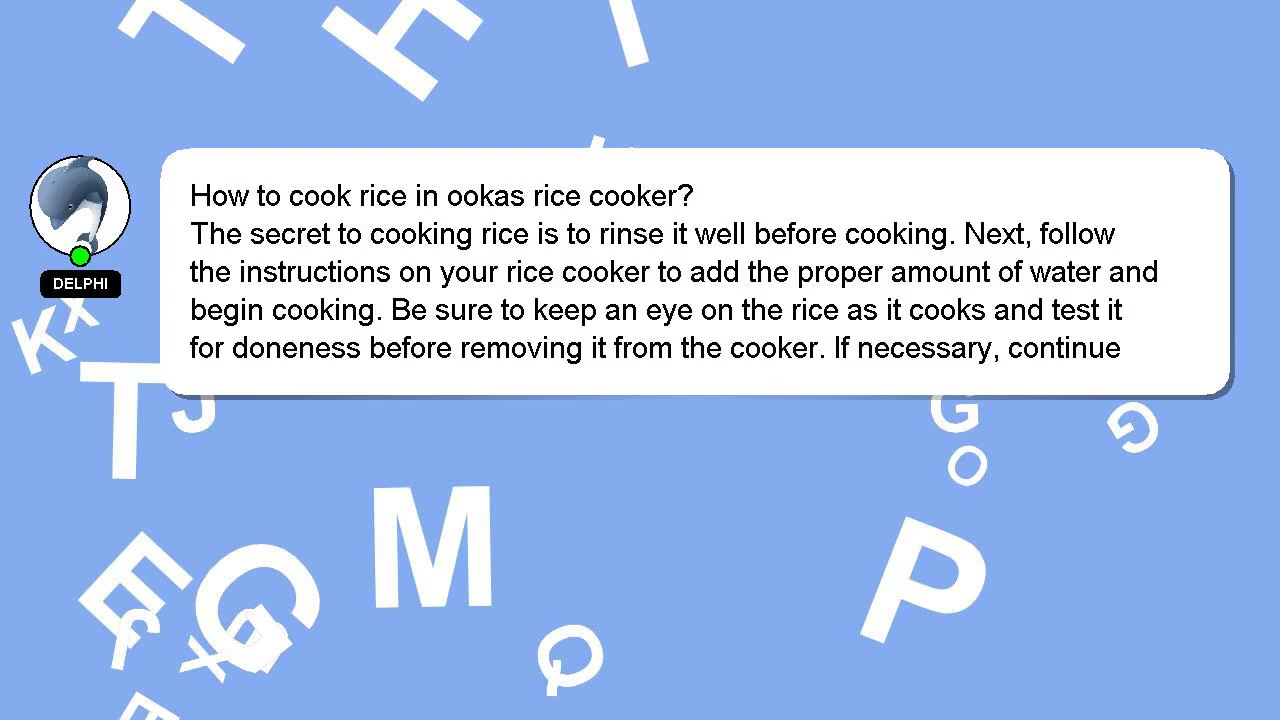 How to cook rice in ookas rice cooker?
The secret to cooking rice is to rinse it well before cooking. Next, follow
the instructions on your rice cooker to add the proper amount of water and
begin cooking. Be sure to keep an eye on the rice as it cooks and test it
for doneness before removing it from the cooker. If necessary, continue
DELPHI
H
K
X
T
J
G
G
O
M
E
G
P
J
X
Q
E